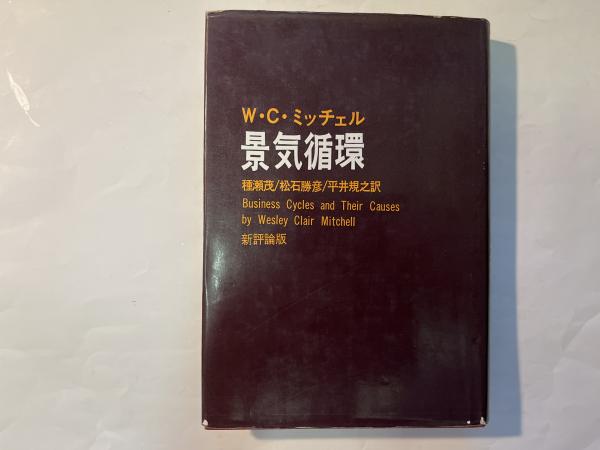 W・C・ミッチェル
景気循環
種瀬茂/松石勝彦/平井規之訳
Business Cycles and Their Causes
by Wesley Clair Mitchell
新評論版